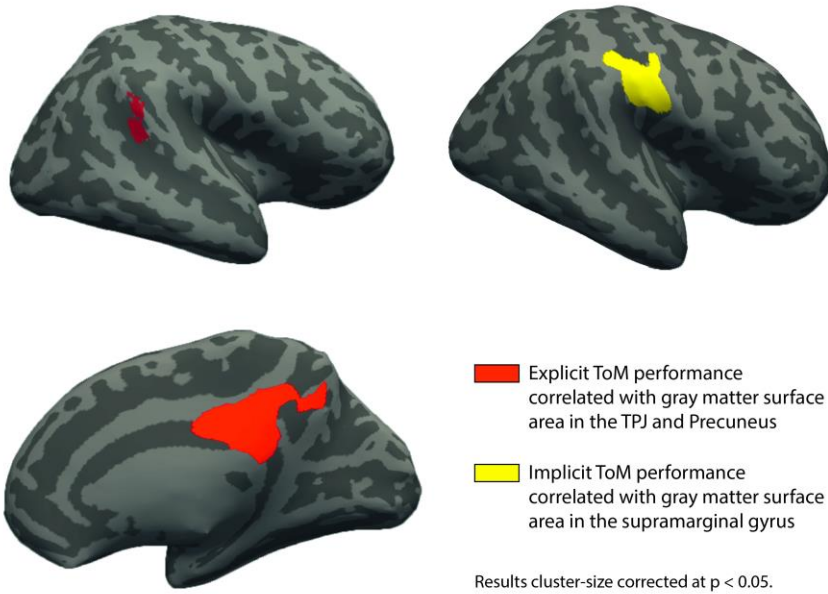 Explicit ToM performance
correlated with gray matter surface
area in the TPJ and Precuneus
Implicit ToM performance
correlated with gray matter surface
area in the supramarginal gyrus
Results cluster-size corrected at p < 0.05.